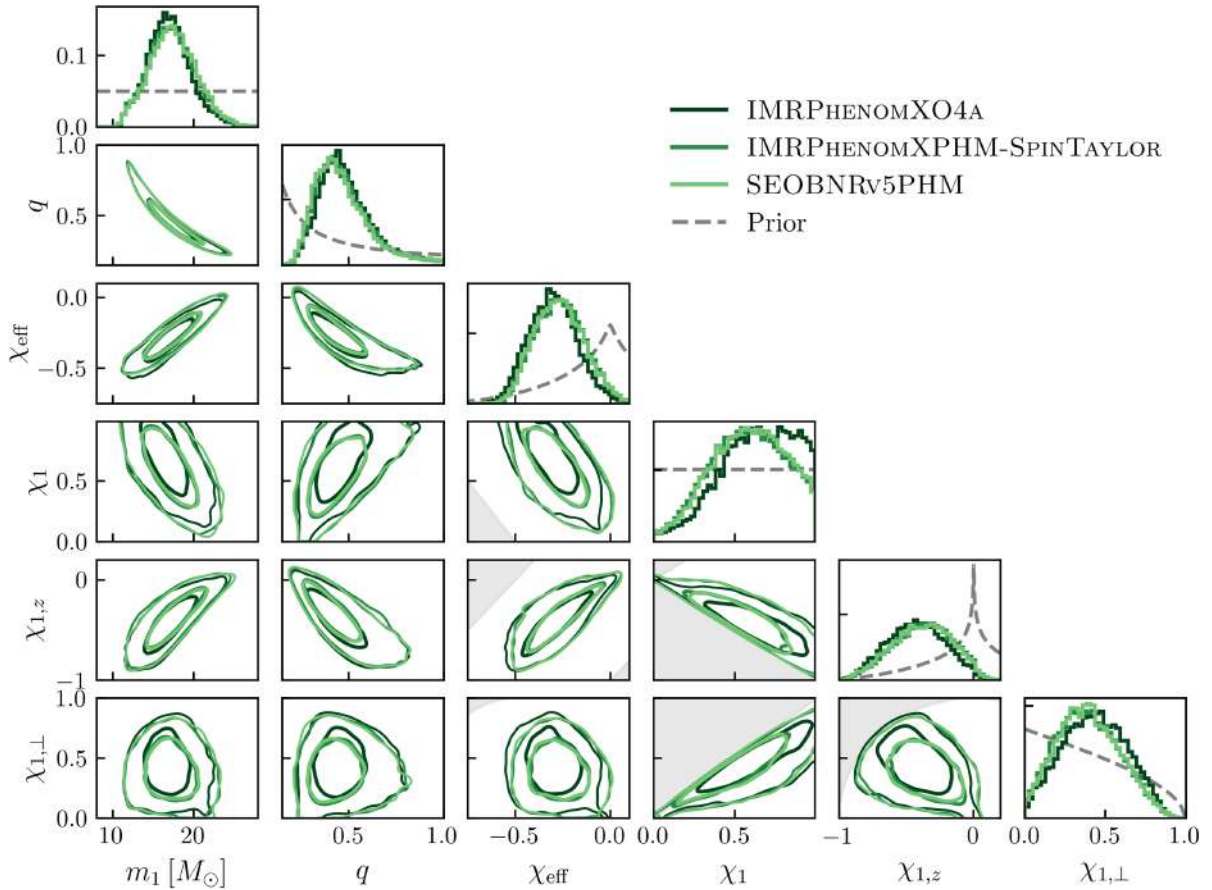 0.1
0.0
IMRPhenomXO4a
IMRPhenomXPHM-SpinTaylor
SEOBNRv5PHM
Prior
1.0
q
0.5
0.0
χeff
−0.5
χ1
0.5
0.0
0
χ1,z
−1
1.0
χ1,⊥
0.5
0.0
10 20 0.5 1.0 −0.5 0.0 0.0 0.5 −1 0 0.0 0.5 1.0
m1 [M⊙] q χeff χ1 χ1,z χ1,⊥